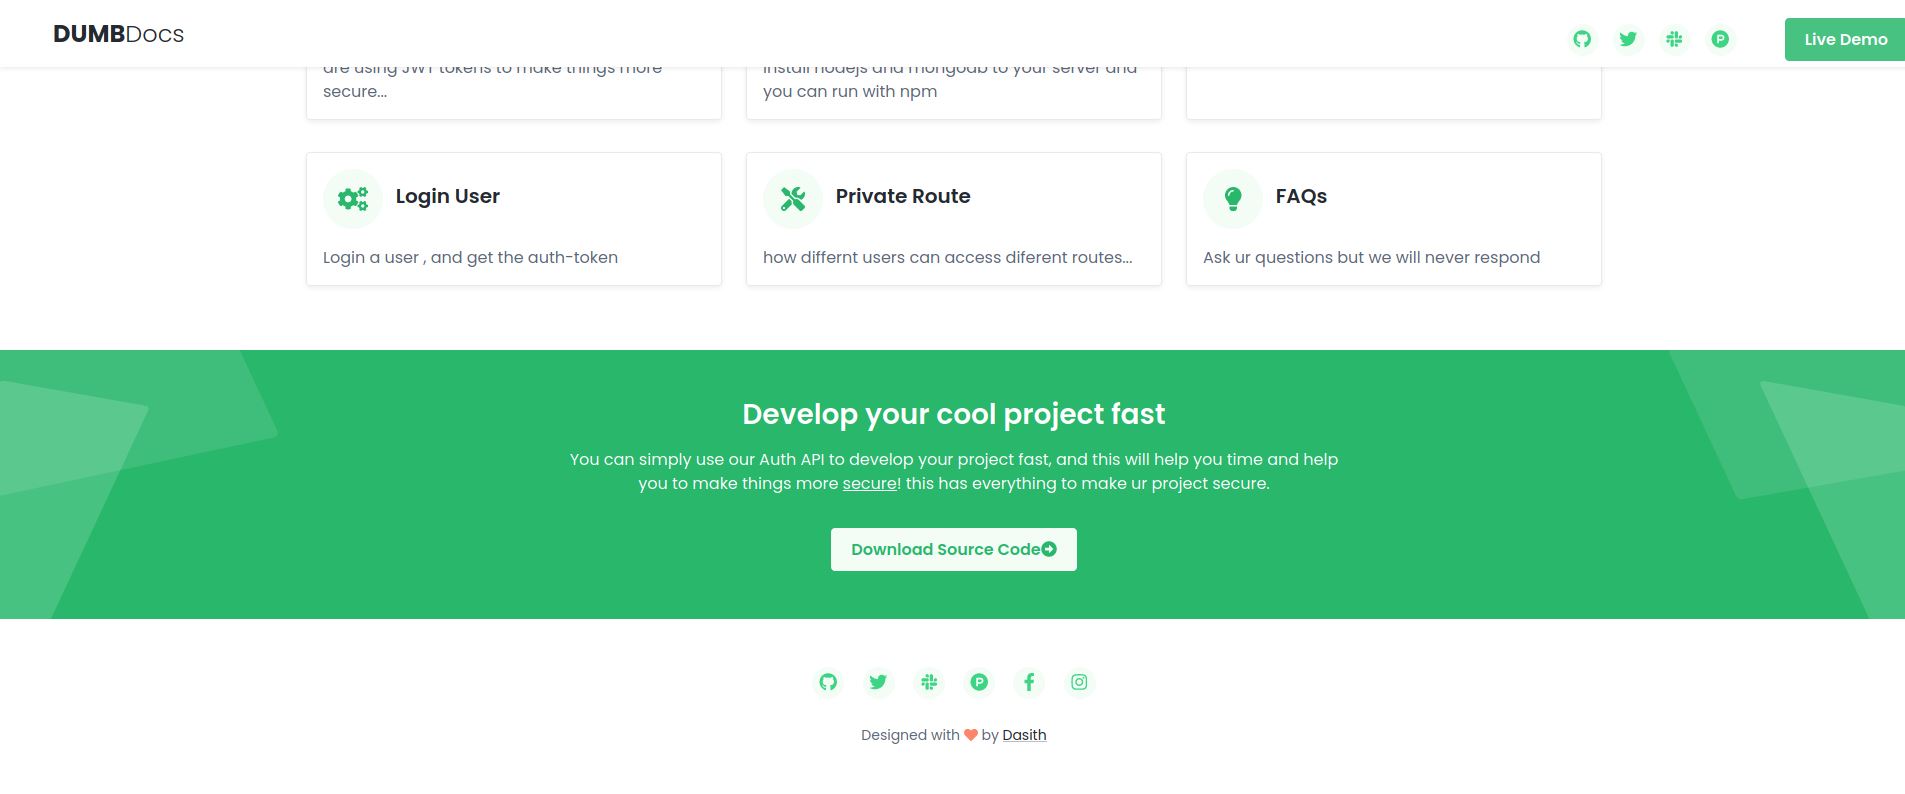 DUMBDocs
Live Demo
are using JWT tokens to make things more
secure...
install nodejs and mongodb to your server and
you can run with npm
Login User
Login a user , and get the auth-token
Private Route
how differnt users can access diferent routes...
FAQs
Ask ur questions but we will never respond
Develop your cool project fast
You can simply use our Auth API to develop your project fast, and this will help you time and help
you to make things more secure! this has everything to make ur project secure.
Download Source Code
Designed with by Dasith